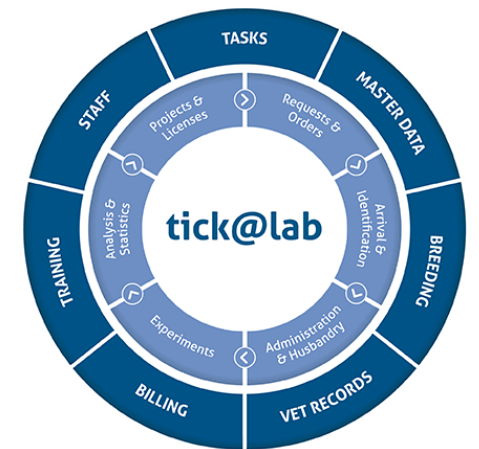 TASKS
MASTER DATA
BREEDING
VET RECORDS
BILLING
TRAINING
STAFF
Projects &
Licenses
Requests &
Orders
Arrival &
Identification
Administration
& Husbandry
Experiments
Analysis &
Statistics
tick@lab